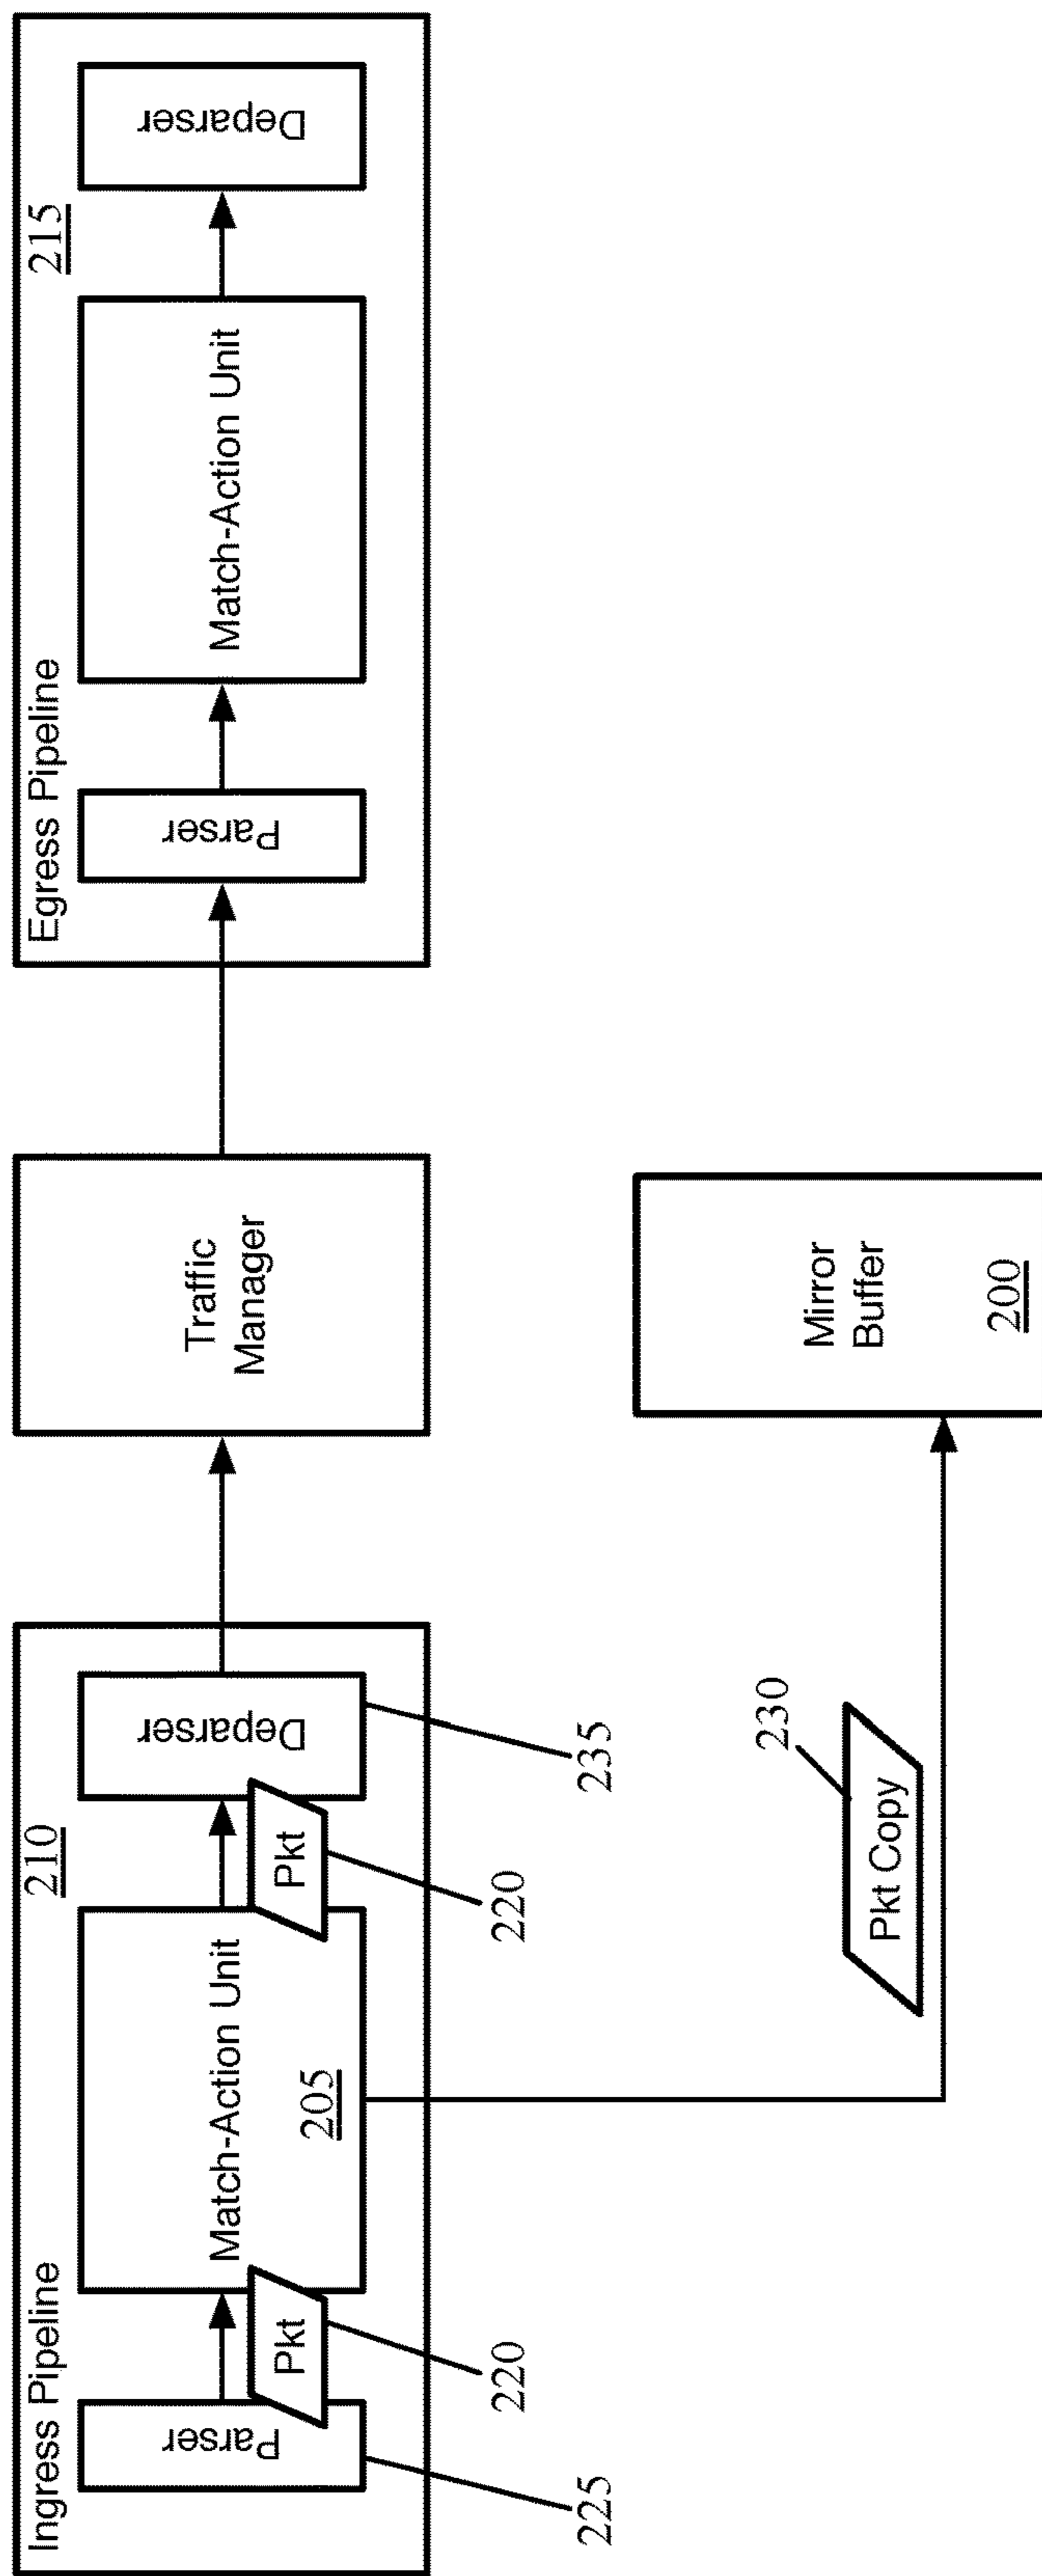 Ingress Pipeline
210
Parser
Match-Action Unit
205
Deparser
Pkt
Pkt
225
220
220
235
Traffic
Manager
Egress Pipeline
215
Parser
Match-Action Unit
Deparser
230
Pkt Copy
Mirror
Buffer
200